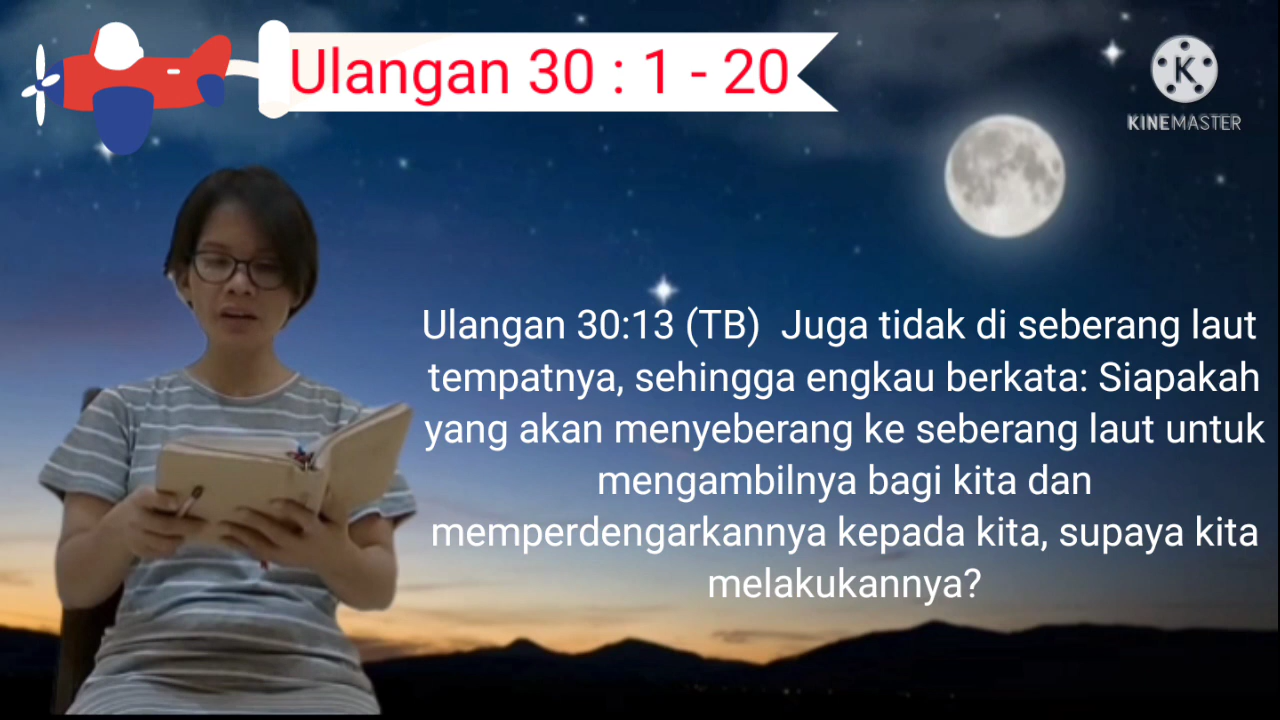 Ulangan 30 : 1 - 20
K
KINEMASTER
Ulangan 30:13 (TB)  Juga tidak di seberang laut
tempatnya, sehingga engkau berkata: Siapakah
yang akan menyeberang ke seberang laut untuk
mengambilnya bagi kita dan
memperdengarkannya kepada kita, supaya kita
melakukannya?